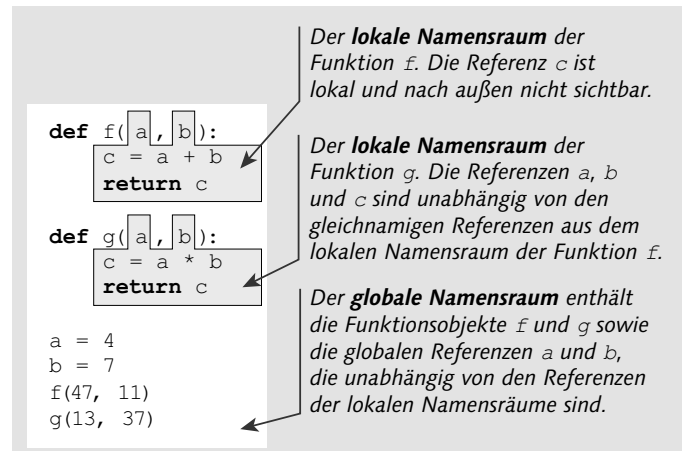 Der lokale Namensraum der
Funktion f. Die Referenz c ist
lokal und nach außen nicht sichtbar.
def f(a, b):
c = a + b
return c
Der lokale Namensraum der
Funktion g. Die Referenzen a, b
und c sind unabhängig von den
gleichnamigen Referenzen aus dem
lokalen Namensraum der Funktion f.
def g(a, b):
c = a * b
return c
Der globale Namensraum enthält
die Funktionsobjekte f und g sowie
die globalen Referenzen a und b,
die unabhängig von den Referenzen
der lokalen Namensräume sind.
a = 4
b = 7
f(47, 11)
g(13, 37)